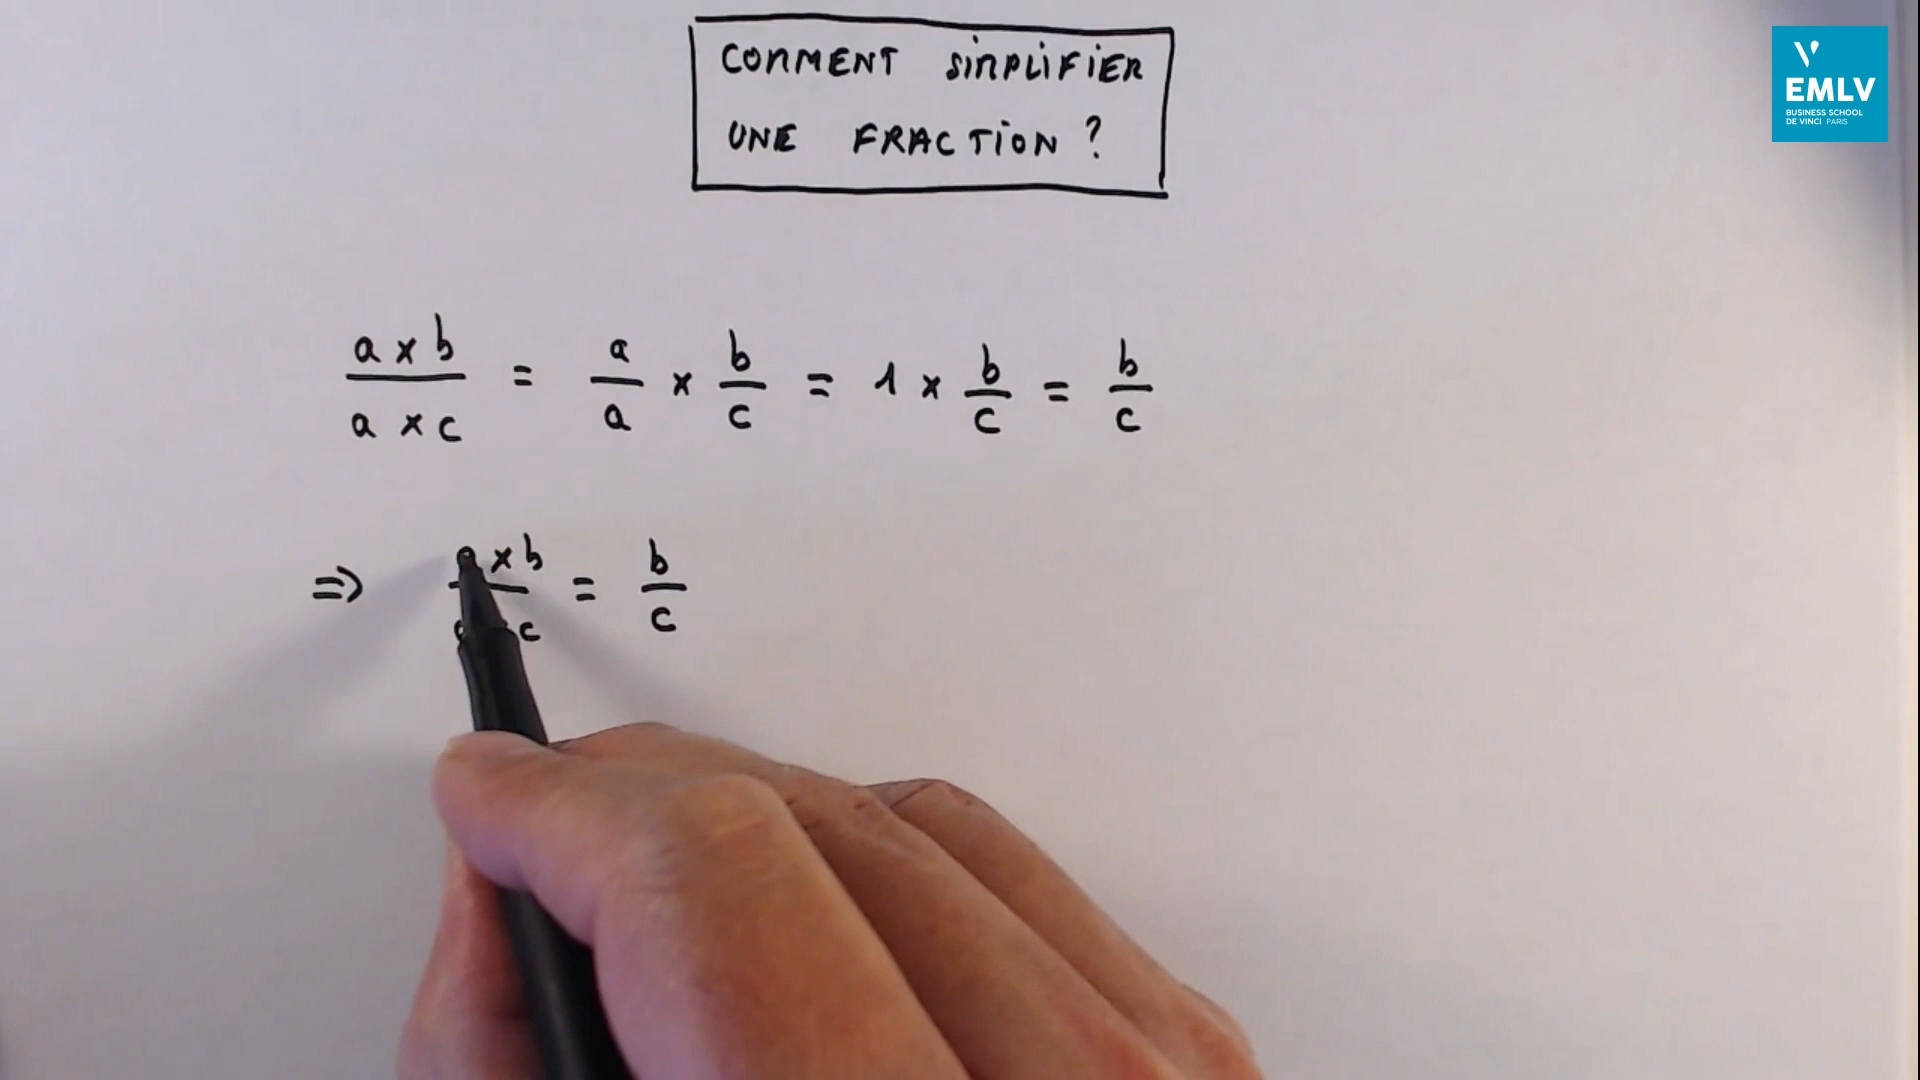 COMMENT SIMPLIFIER
UNE FRACTION ?
EMLV
BUSINESS SCHOOL
DE VINCI PARIS
a x b / a x c = a / a x b / c = 1 x b / c = b / c
=> a x b / a x c = b / c